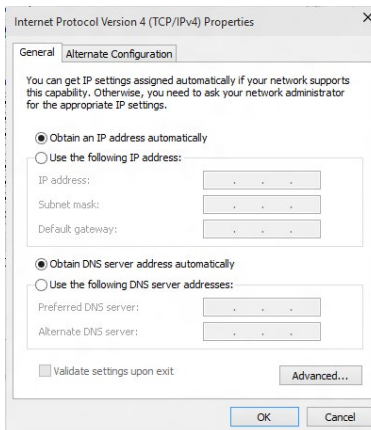 Internet Protocol Version 4 (TCP/IPv4) Properties
General
Alternate Configuration
You can get IP settings assigned automatically if your network supports
this capability. Otherwise, you need to ask your network administrator
for the appropriate IP settings.
Obtain an IP address automatically
Use the following IP address:
IP address:
Subnet mask:
Default gateway:
Obtain DNS server address automatically
Use the following DNS server addresses:
Preferred DNS server:
Alternate DNS server:
Validate settings upon exit
Advanced...
OK
Cancel